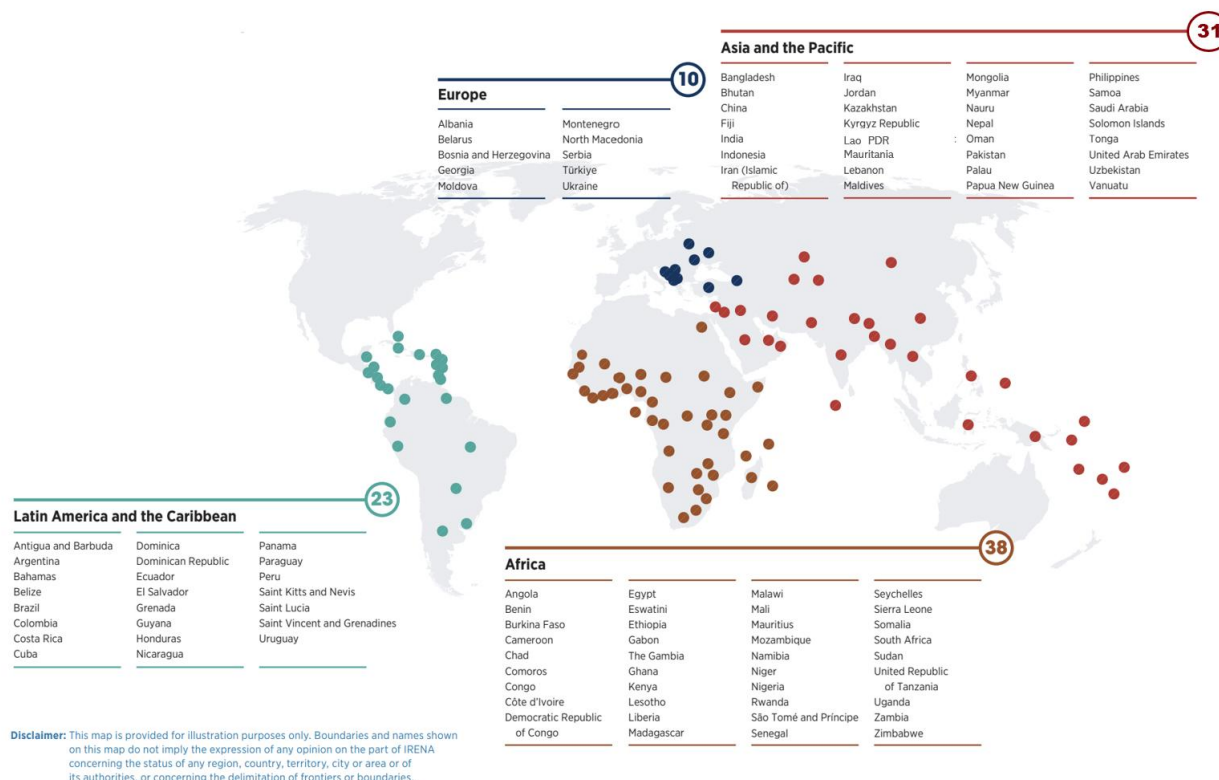 31
Asia and the Pacific
Bangladesh
Bhutan
China
Fiji
India
Indonesia
Iran (Islamic
Republic of)
Iraq
Jordan
Kazakhstan
Kyrgyz Republic
Lao PDR
Mauritania
Lebanon
Maldives
Mongolia
Myanmar
Nauru
Nepal
: Oman
Pakistan
Palau
Papua New Guinea
Philippines
Samoa
Saudi Arabia
Solomon Islands
Tonga
United Arab Emirates
Uzbekistan
Vanuatu
10
Europe
Albania
Belarus
Bosnia and Herzegovina
Georgia
Moldova
Montenegro
North Macedonia
Serbia
Türkiye
Ukraine
23
Latin America and the Caribbean
Antigua and Barbuda
Argentina
Bahamas
Belize
Brazil
Colombia
Costa Rica
Cuba
Dominica
Dominican Republic
Ecuador
El Salvador
Grenada
Guyana
Honduras
Nicaragua
Panama
Paraguay
Peru
Saint Kitts and Nevis
Saint Lucia
Saint Vincent and Grenadines
Uruguay
38
Africa
Angola
Benin
Burkina Faso
Cameroon
Chad
Comoros
Congo
Côte d'Ivoire
Democratic Republic
of Congo
Egypt
Eswatini
Ethiopia
Gabon
The Gambia
Ghana
Kenya
Lesotho
Liberia
Madagascar
Malawi
Mali
Mauritius
Mozambique
Namibia
Niger
Nigeria
Rwanda
São Tomé and Príncipe
Senegal
Seychelles
Sierra Leone
Somalia
South Africa
Sudan
United Republic
of Tanzania
Uganda
Zambia
Zimbabwe
Disclaimer: This map is provided for illustration purposes only. Boundaries and names shown
on this map do not imply the expression of any opinion on the part of IRENA
concerning the status of any region, country, territory, city or area or of
its authorities, or concerning the delimitation of frontiers or boundaries.